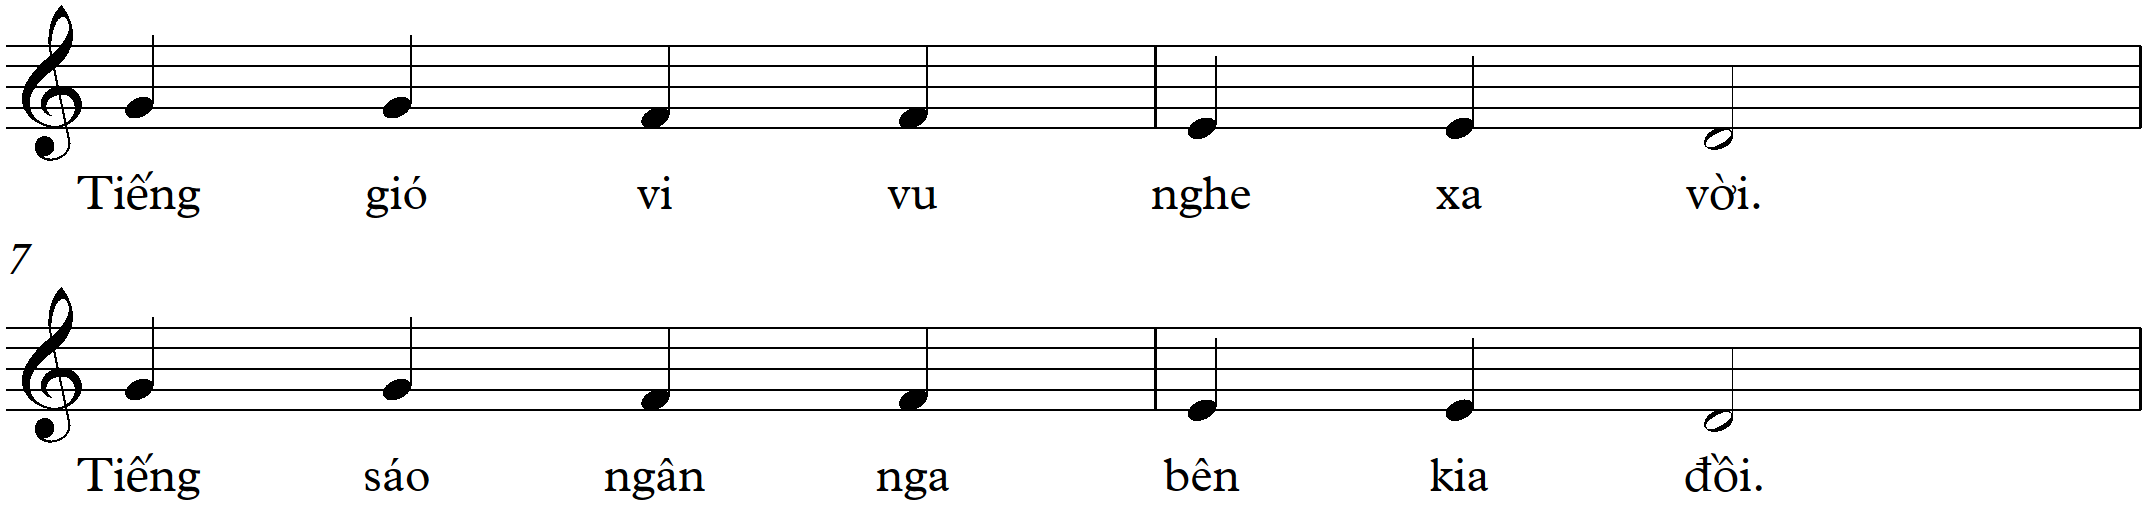 Tiếng gió vi vu nghe xa vời.
7
Tiếng sáo ngân nga bên kia đồi.